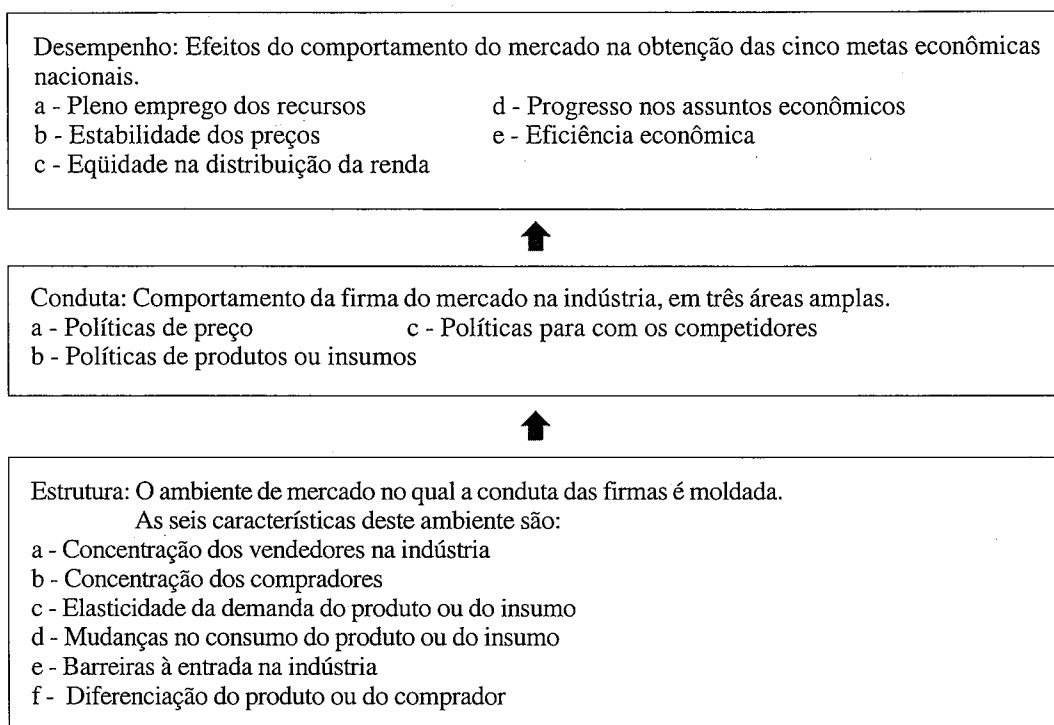 Desempenho: Efeitos do comportamento do mercado na obtenção das cinco metas econômicas
nacionais.
a - Pleno emprego dos recursos d - Progresso nos assuntos econômicos
b - Estabilidade dos preços e - Eficiência econômica
c - Eqüidade na distribuição da renda
Conduta: Comportamento da firma do mercado na indústria, em três áreas amplas.
a - Políticas de preço c - Políticas para com os competidores
b - Políticas de produtos ou insumos
Estrutura: O ambiente de mercado no qual a conduta das firmas é moldada.
As seis características deste ambiente são:
a - Concentração dos vendedores na indústria
b - Concentração dos compradores
c - Elasticidade da demanda do produto ou do insumo
d - Mudanças no consumo do produto ou do insumo
e - Barreiras à entrada na indústria
f - Diferenciação do produto ou do comprador